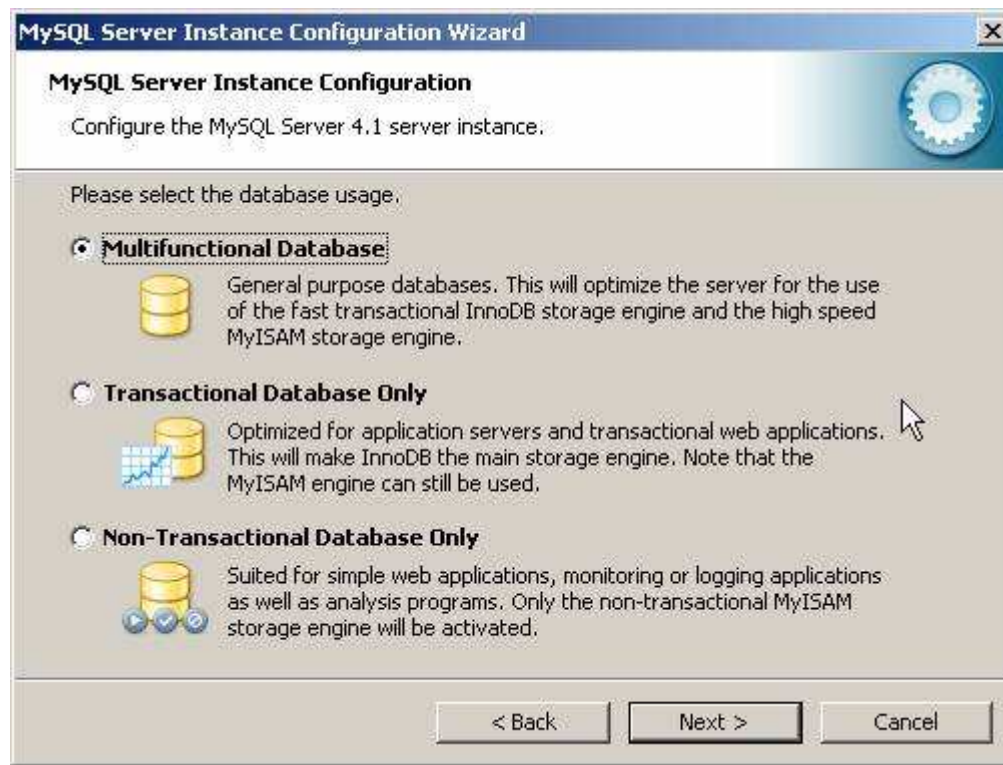 MySQL Server Instance Configuration Wizard
MySQL Server Instance Configuration
Configure the MySQL Server 4.1 server instance.
Please select the database usage.
Multifunctional Database
General purpose databases. This will optimize the server for the use
of the fast transactional InnoDB storage engine and the high speed
MyISAM storage engine.
Transactional Database Only
Optimized for application servers and transactional web applications.
This will make InnoDB the main storage engine. Note that the
MyISAM engine can still be used.
Non-Transactional Database Only
Suited for simple web applications, monitoring or logging applications
as well as analysis programs. Only the non-transactional MyISAM
storage engine will be activated.
< Back
Next >
Cancel